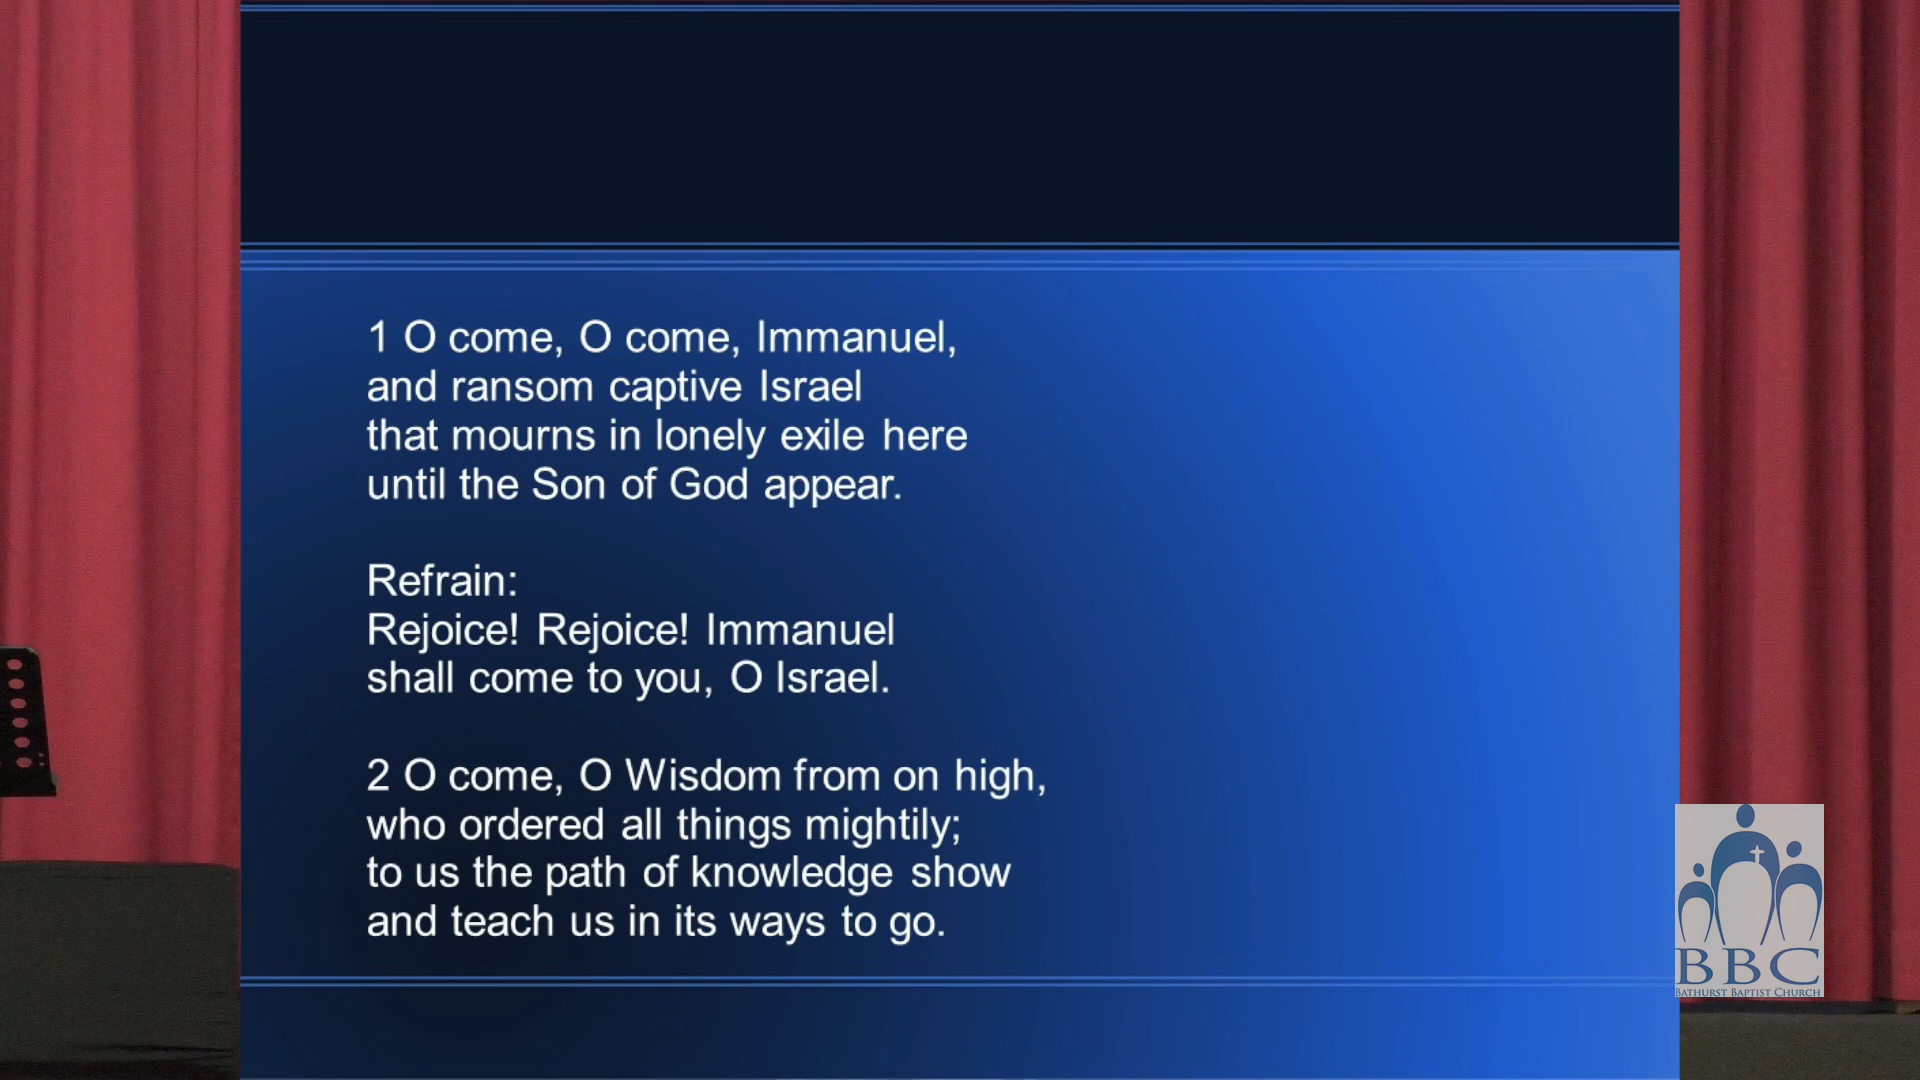 1 O come, O come, Immanuel,
and ransom captive Israel
that mourns in lonely exile here
until the Son of God appear.
Refrain:
Rejoice! Rejoice! Immanuel
shall come to you, O Israel.
2 O come, O Wisdom from on high,
who ordered all things mightily;
to us the path of knowledge show
and teach us in its ways to go.
BBC
BATHURST BAPTIST CHURCH